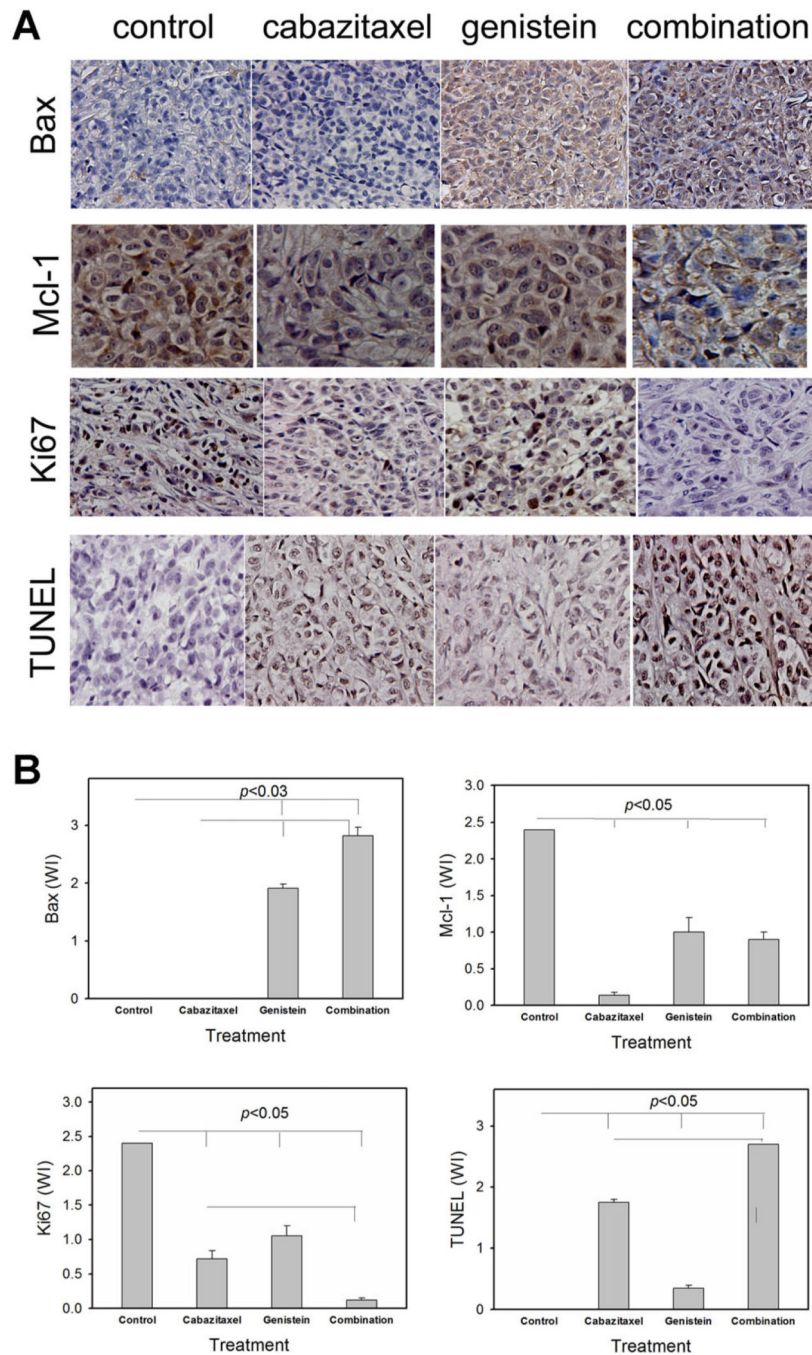 A
control cabazitaxel genistein combination
Bax
Mcl-1
Ki67
TUNEL
B
p<0.03
3
2
1
0
Bax (WI)
Control Cabazitaxel Genistein Combination
Treatment
p<0.05
3.0
2.5
2.0
1.5
1.0
0.5
0.0
Mcl-1 (WI)
Control Cabazitaxel Genistein Combination
Treatment
p<0.05
3.0
2.5
2.0
1.5
1.0
0.5
0.0
Ki67 (WI)
Control Cabazitaxel Genistein Combination
Treatment
p<0.05
3
2
1
0
TUNEL (WI)
Control Cabazitaxel Genistein Combination
Treatment